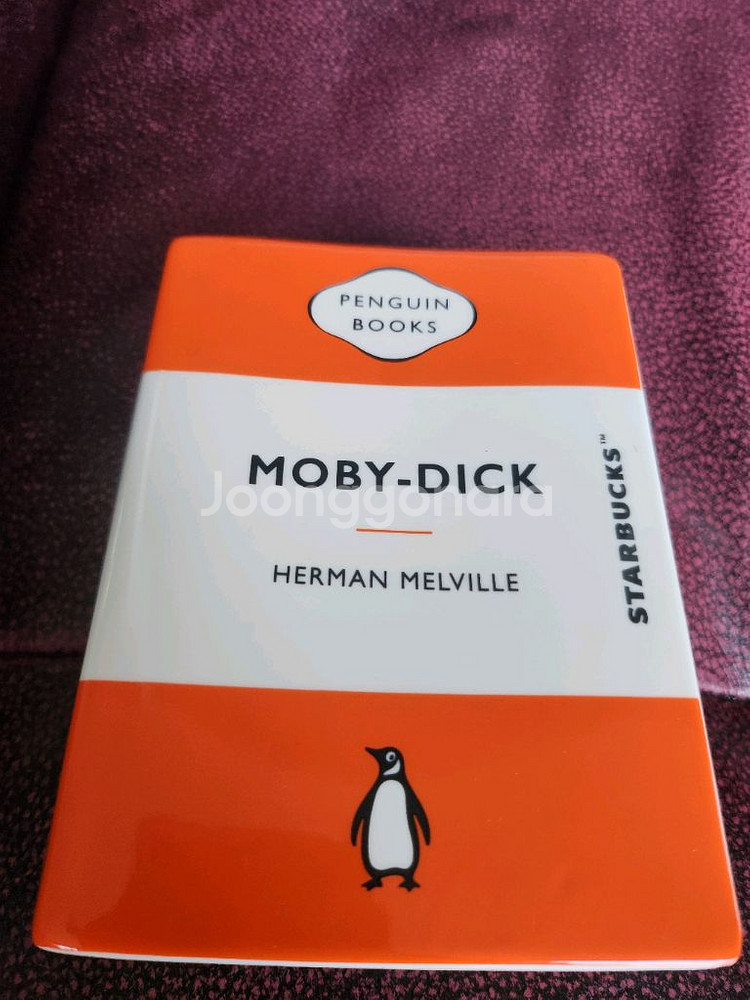 PENGUIN
BOOKS
MOBY-DICK
Joonggonara
HERMAN MELVILLE
STARBUCKS™